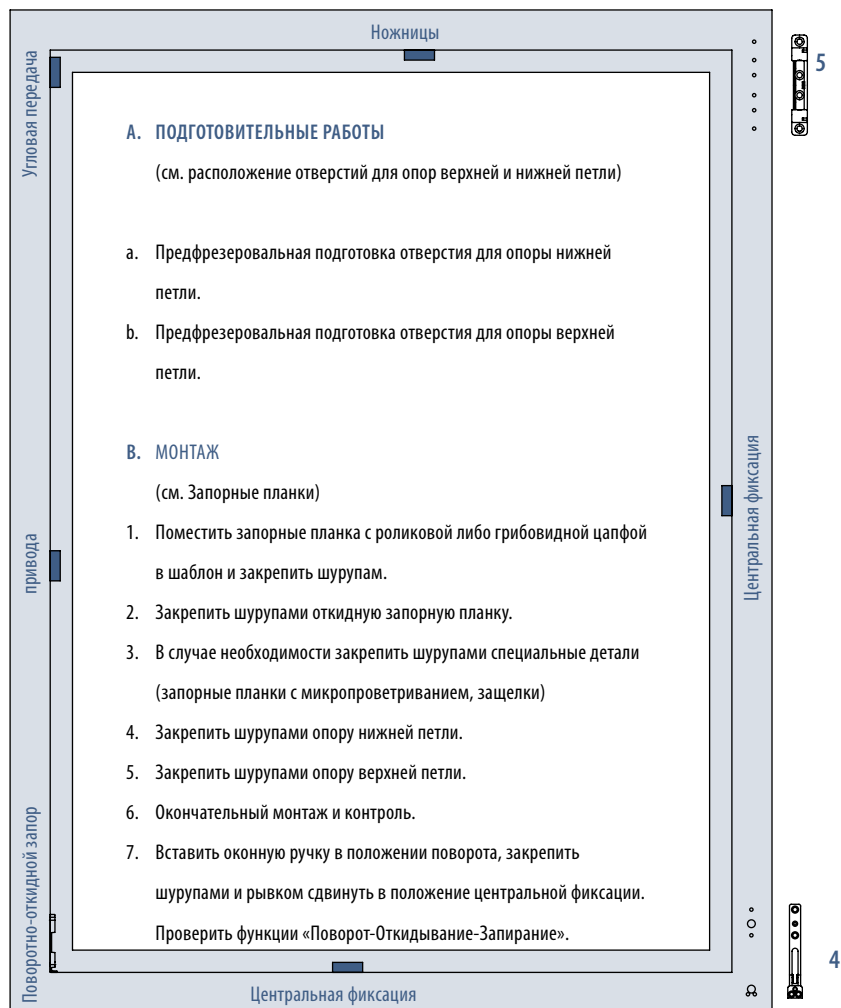 Ножницы
5
Угловая передача
A. ПОДГОТОВИТЕЛЬНЫЕ РАБОТЫ
(см. расположение отверстий для опор верхней и нижней петли)
a. Предфрезеровальная подготовка отверстия для опоры нижней
петли.
b. Предфрезеровальная подготовка отверстия для опоры верхней
петли.
B. МОНТАЖ
(см. Запорные планки)
1. Поместить запорные планка с роликовой либо грибовидной цапфой
в шаблон и закрепить шурупам.
2. Закрепить шурупами откидную запорную планку.
3. В случае необходимости закрепить шурупами специальные детали
(запорные планки с микропроветриванием, защелки)
4. Закрепить шурупами опору нижней петли.
5. Закрепить шурупами опору верхней петли.
6. Окончательный монтаж и контроль.
7. Вставить оконную ручку в положении поворота, закрепить
шурупами и рывком сдвинуть в положение центральной фиксации.
Проверить функции «Поворот-Откидывание-Запирание».
привода
Центральная фиксация
Поворотно-откидной запор
4
Центральная фиксация